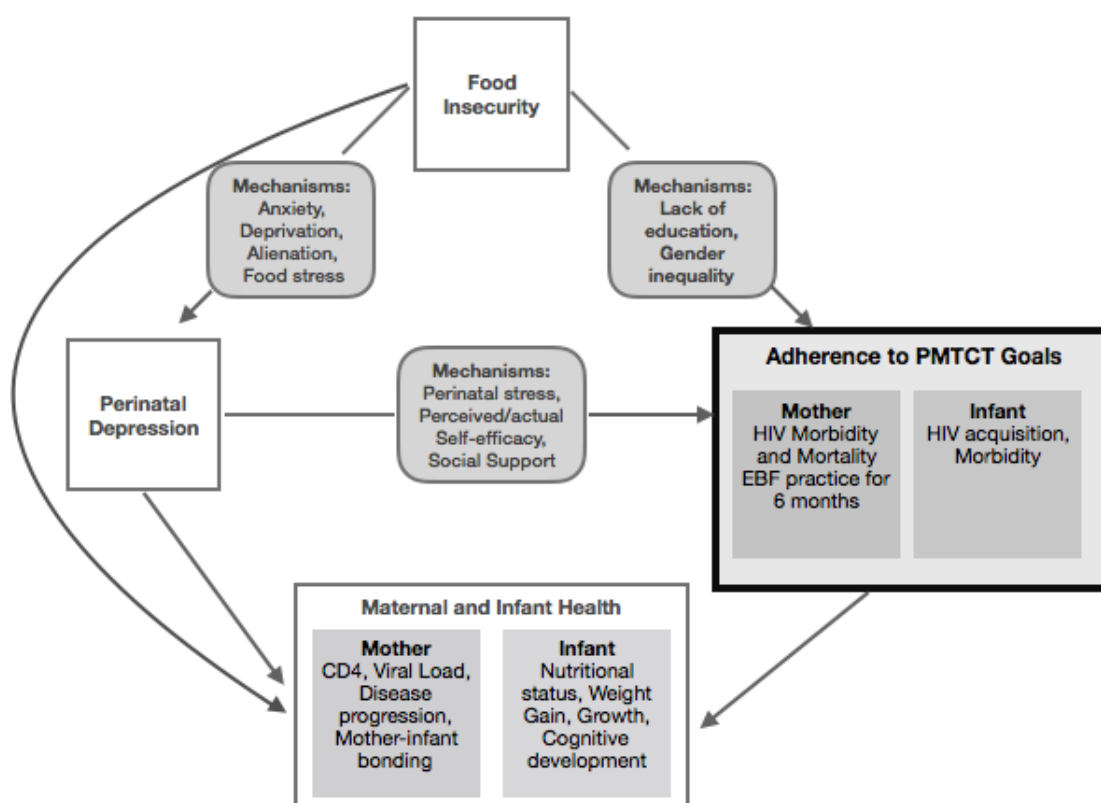 Food
Insecurity
Mechanisms:
Anxiety,
Deprivation,
Alienation,
Food stress
Mechanisms:
Lack of
education,
Gender
inequality
Perinatal
Depression
Mechanisms:
Perinatal stress,
Perceived/actual
Self-efficacy,
Social Support
Adherence to PMTCT Goals
Mother
HIV Morbidity
and Mortality
EBF practice for
6 months
Infant
HIV acquisition,
Morbidity
Maternal and Infant Health
Mother
CD4, Viral Load,
Disease
progression,
Mother-infant
bonding
Infant
Nutritional
status, Weight
Gain, Growth,
Cognitive
development